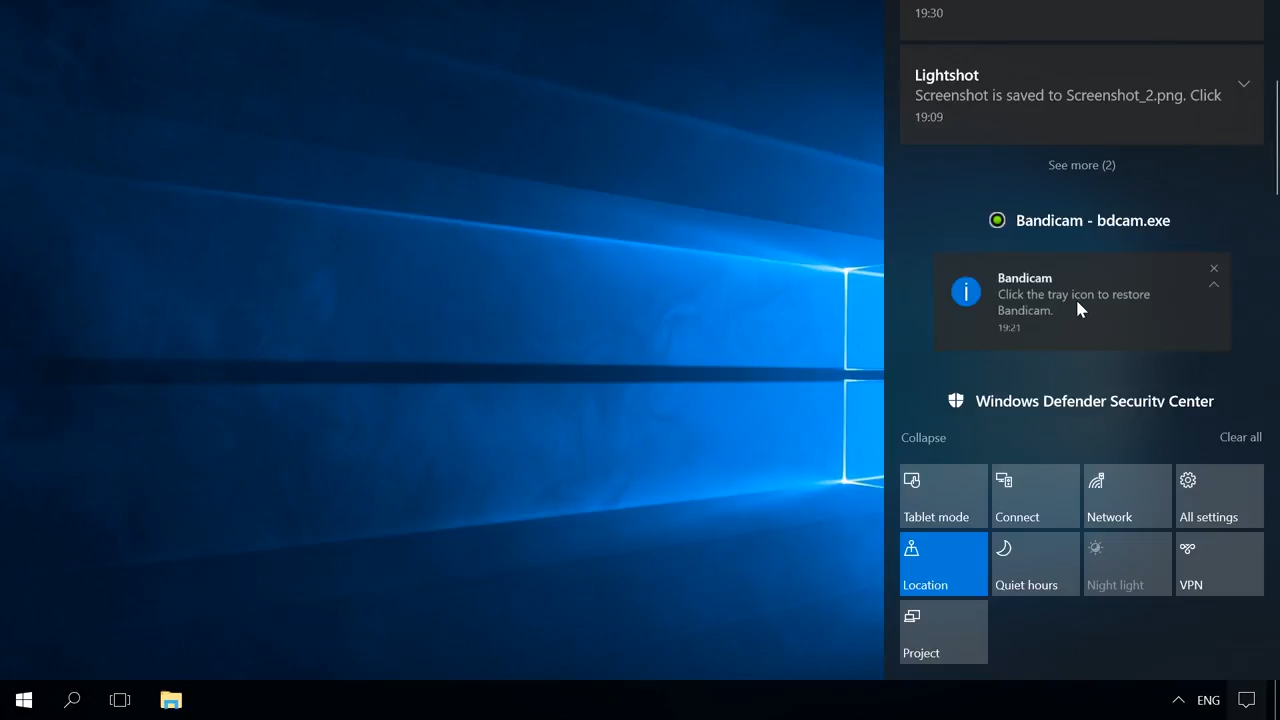 19:30
Lightshot
Screenshot is saved to Screenshot_2.png. Click
19:09
See more (2)
Bandicam - bdcam.exe
Bandicam
Click the tray icon to restore
Bandicam.
19:21
Windows Defender Security Center
Collapse
Clear all
Tablet mode
Connect
Network
All settings
Location
Quiet hours
Night light
VPN
Project
ENG